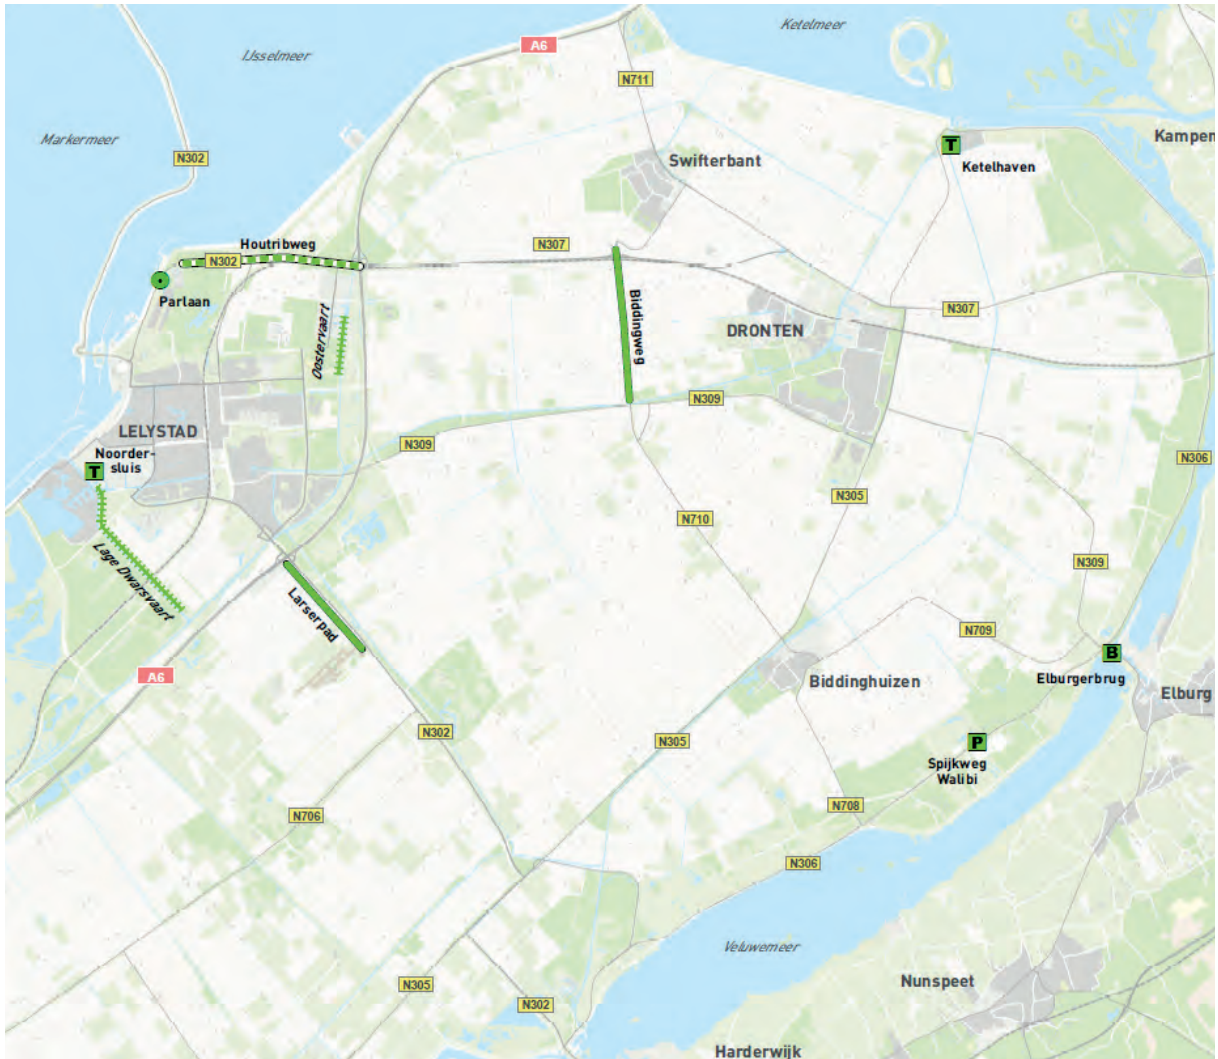 Ketelmeer
A6
IJsselmeer
N711
Markermeer
Kampen
N302
Swifterbant
T
Ketelhaven
Houtribweg
N307
N302
Parlaan
Biddingweg
Oostervaart
N307
DRONTEN
N309
LELYSTAD
N309
Noorder-
sluis
T
N306
N305
N710
Lage Dwarsvaart
N309
Larserpad
N709
B
Elburgerbrug
A6
Biddinghuizen
Elburg
N302
N305
P
Spijkweg
Walibi
N706
N708
N306
Veluwemeer
N305
Nunspeet
N302
Harderwijk